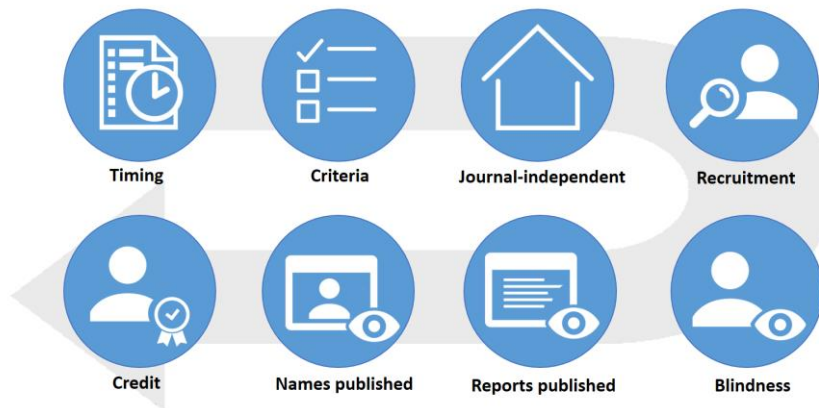 Timing
Criteria
Journal-independent
Recruitment
Credit
Names published
Reports published
Blindness